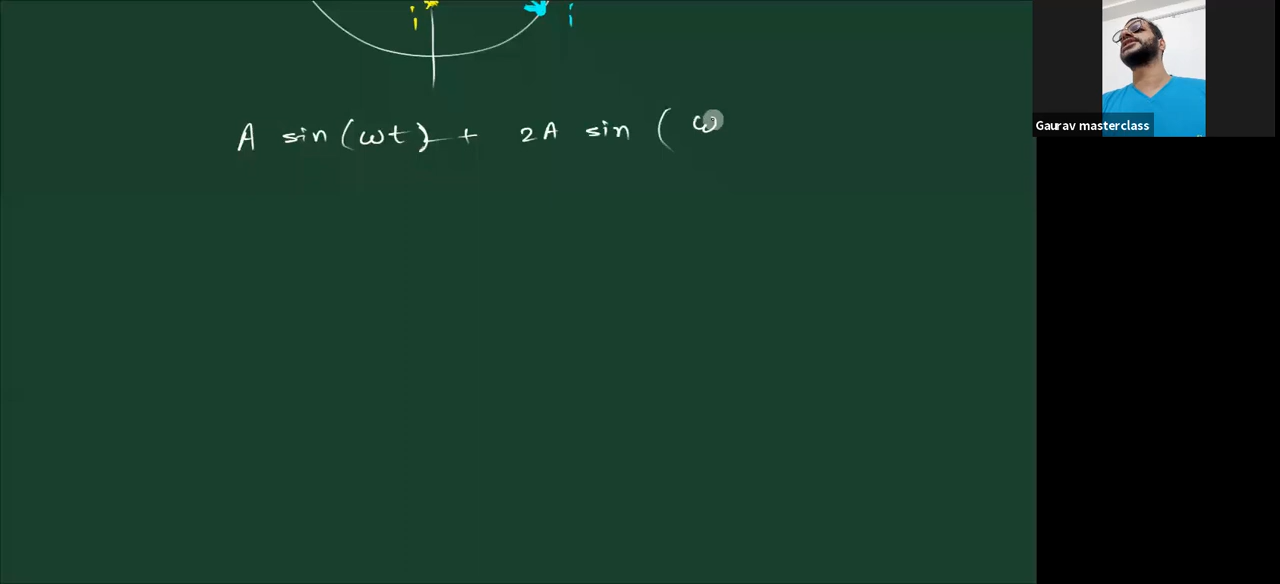 i i
A sin (ωt) + 2A sin ( ω
Gaurav masterclass